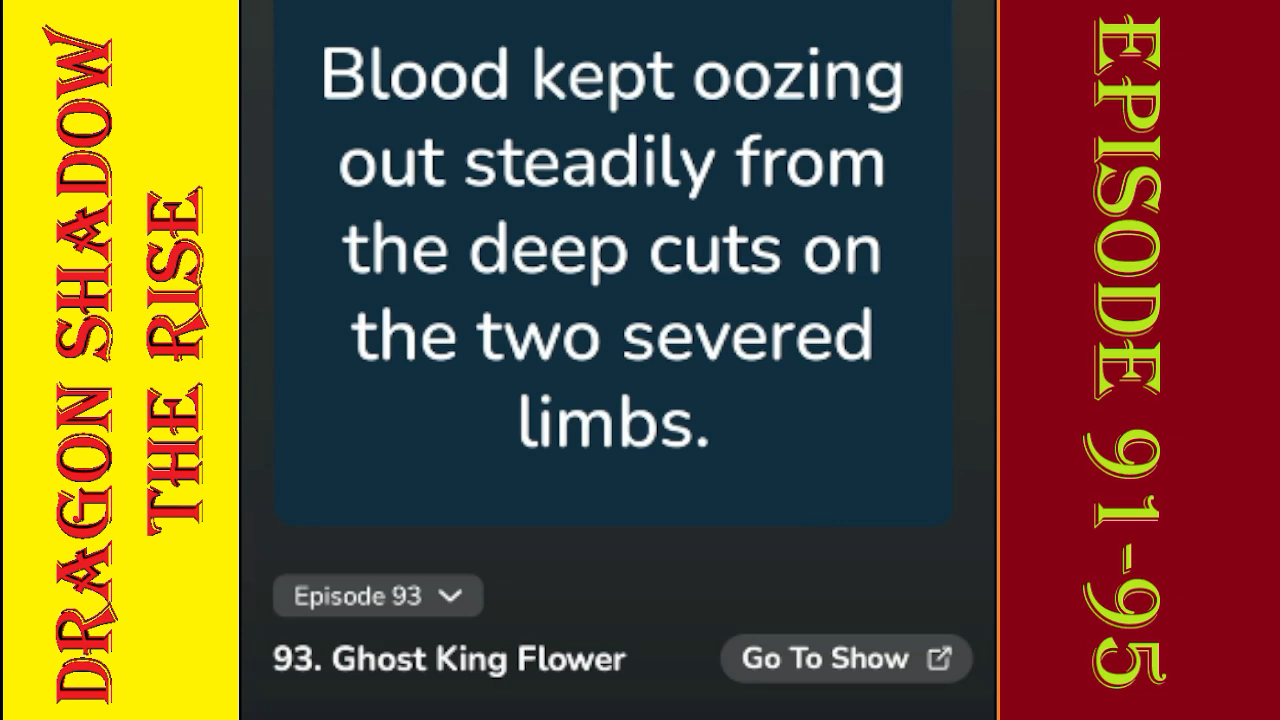 DRAGON SHADOW
THE RISE
Blood kept oozing
out steadily from
the deep cuts on
the two severed
limbs.
Episode 93
93. Ghost King Flower
Go To Show
EPISODE 91-95